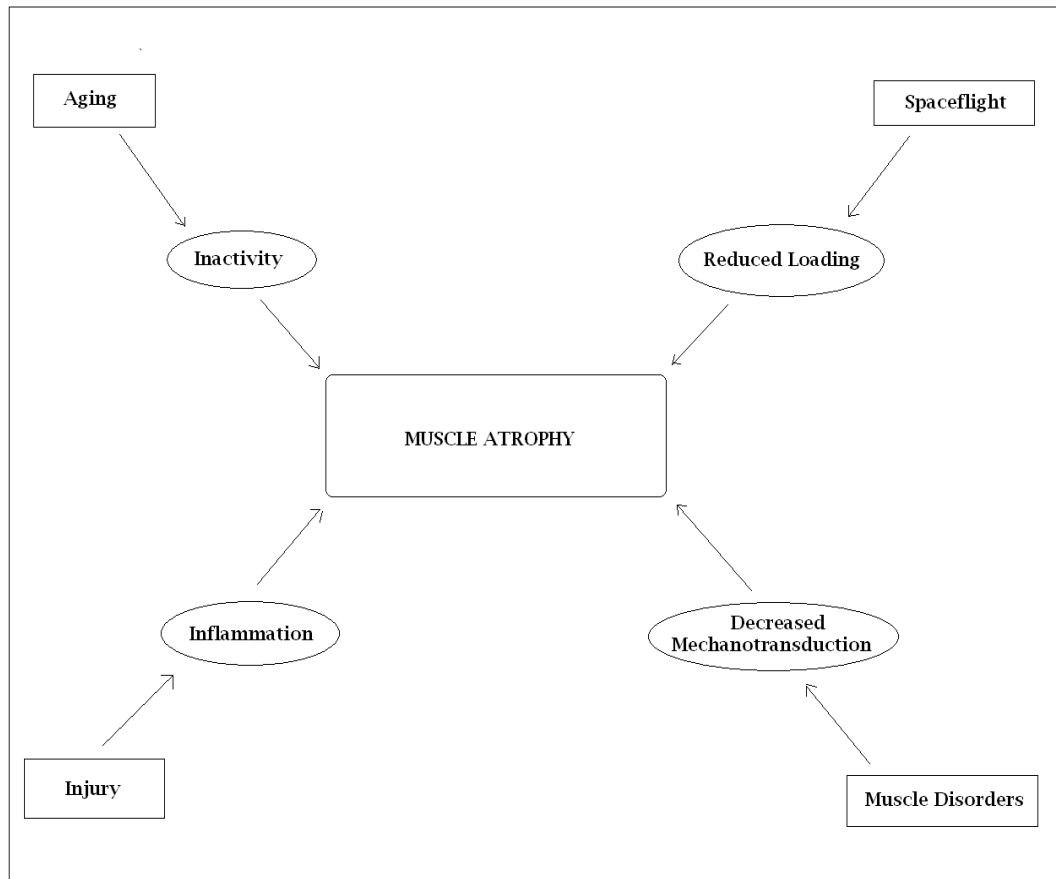 Aging
Spaceflight
Inactivity
Reduced Loading
MUSCLE ATROPHY
Inflammation
Decreased
Mechanotransduction
Injury
Muscle Disorders